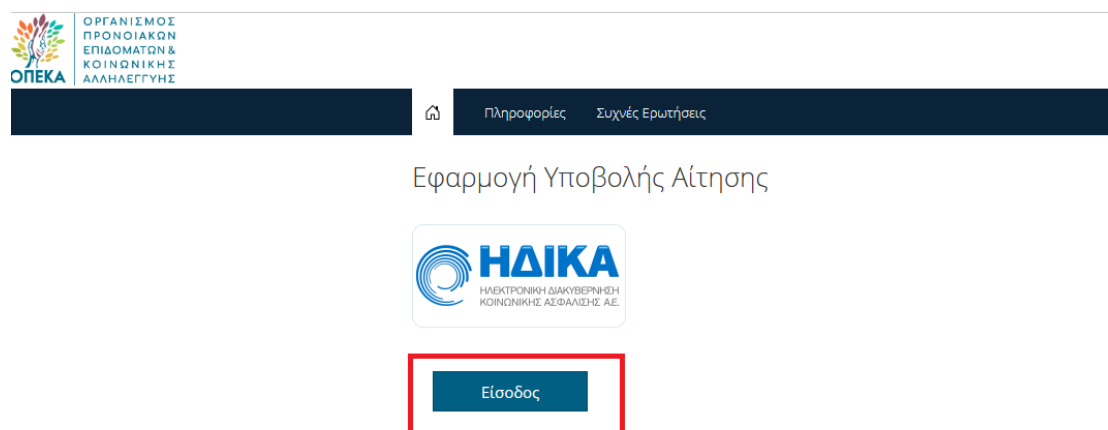 ΟΡΓΑΝΙΣΜΟΣ
ΠΡΟΝΟΙΑΚΩΝ
ΕΠΙΔΟΜΑΤΩΝ &
ΚΟΙΝΩΝΙΚΗΣ
ΑΛΛΗΛΕΓΓΥΗΣ
ΟΠΕΚΑ
Πληροφορίες Συχνές Ερωτήσεις
Εφαρμογή Υποβολής Αίτησης
ΗΔΙΚΑ
ΗΛΕΚΤΡΟΝΙΚΗ ΔΙΑΚΥΒΕΡΝΗΣΗ
ΚΟΙΝΩΝΙΚΗΣ ΑΣΦΑΛΙΣΗΣ Α.Ε.
Είσοδος